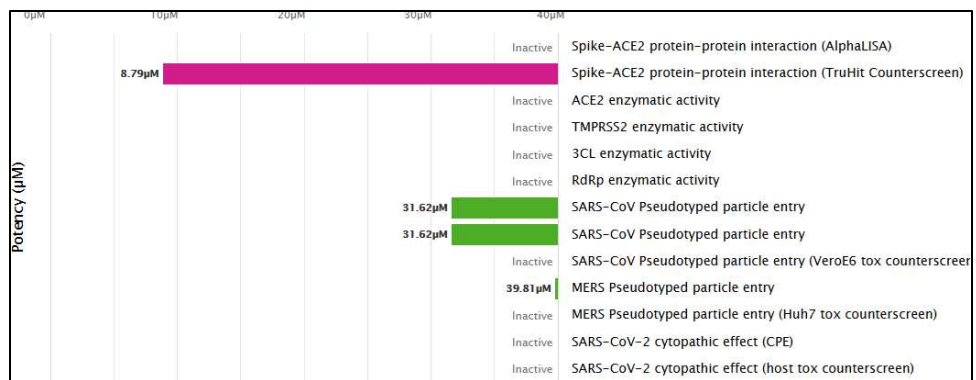 0µM 10µM 20µM 30µM 40µM
Inactive Spike-ACE2 protein-protein interaction (AlphaLISA)
8.79µM Spike-ACE2 protein-protein interaction (TruHit Counterscreen)
Inactive ACE2 enzymatic activity
Inactive TMPRSS2 enzymatic activity
Inactive 3CL enzymatic activity
Inactive RdRp enzymatic activity
31.62µM SARS-CoV Pseudotyped particle entry
31.62µM SARS-CoV Pseudotyped particle entry
Inactive SARS-CoV Pseudotyped particle entry (VeroE6 tox counterscreen
39.81µM MERS Pseudotyped particle entry
Inactive MERS Pseudotyped particle entry (Huh7 tox counterscreen)
Inactive SARS-CoV-2 cytopathic effect (CPE)
Inactive SARS-CoV-2 cytopathic effect (host tox counterscreen)
Potency (µM)